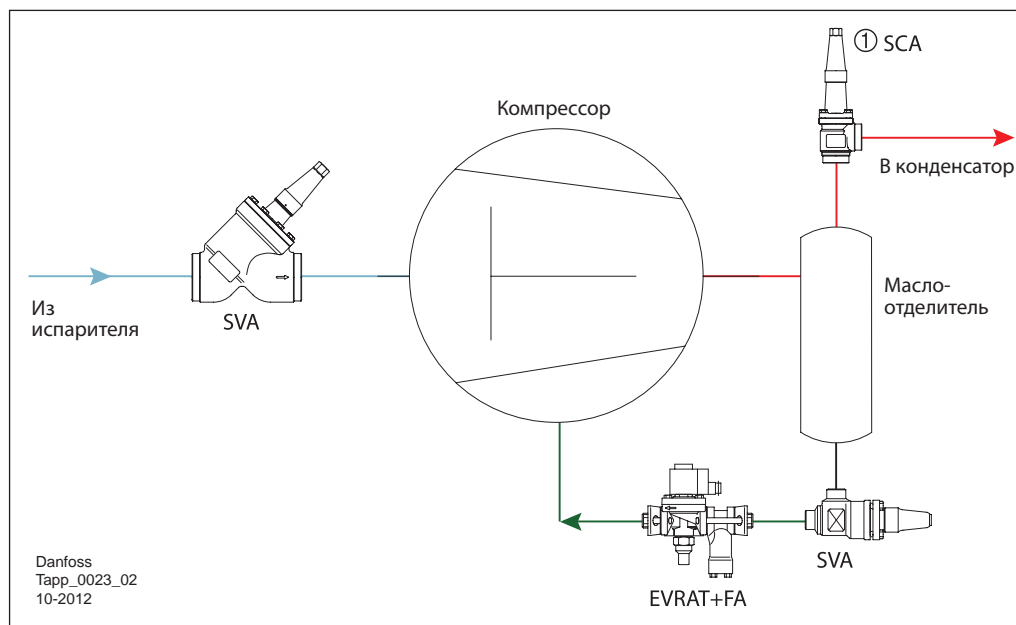 ① SCA
Компрессор
В конденсатор
Из
испарителя
SVA
Масло-
отделитель
SVA
EVRAT+FA
Danfoss
Tapp_0023_02
10-2012